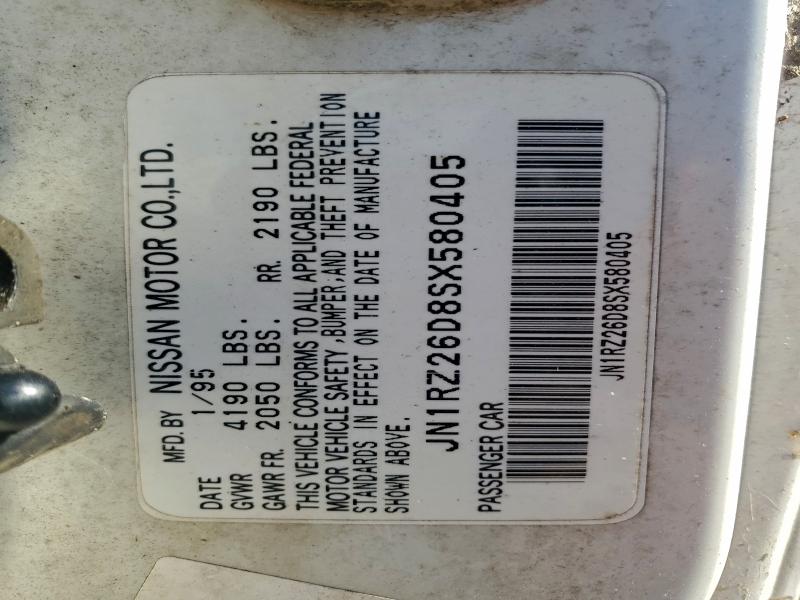 MFD. BY NISSAN MOTOR CO.,LTD.
DATE 1/95
GVWR 4190 LBS.
GAWR FR. 2050 LBS. RR. 2190 LBS.
THIS VEHICLE CONFORMS TO ALL APPLICABLE FEDERAL
MOTOR VEHICLE SAFETY, BUMPER, AND THEFT PREVENTION
STANDARDS IN EFFECT ON THE DATE OF MANUFACTURE
SHOWN ABOVE.
JN1RZ26D8SX580405
PASSENGER CAR
JN1RZ26D8SX580405